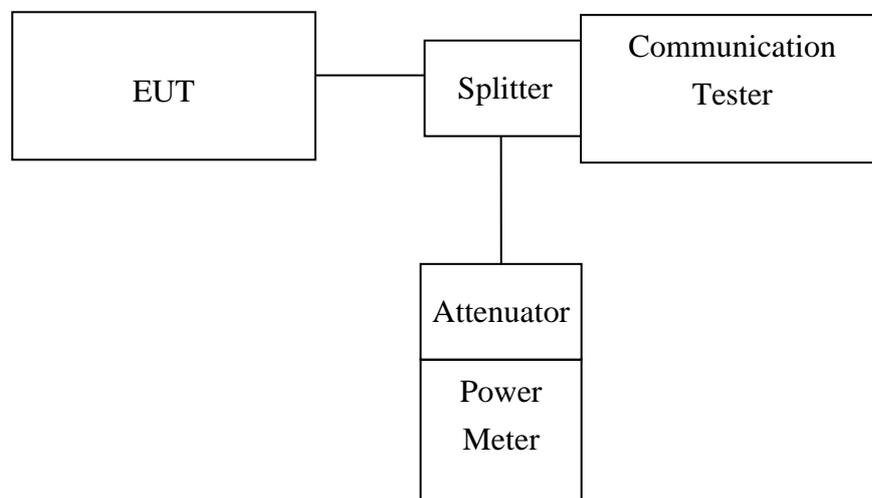 EUT
Splitter
Communication
Tester
Attenuator
Power
Meter